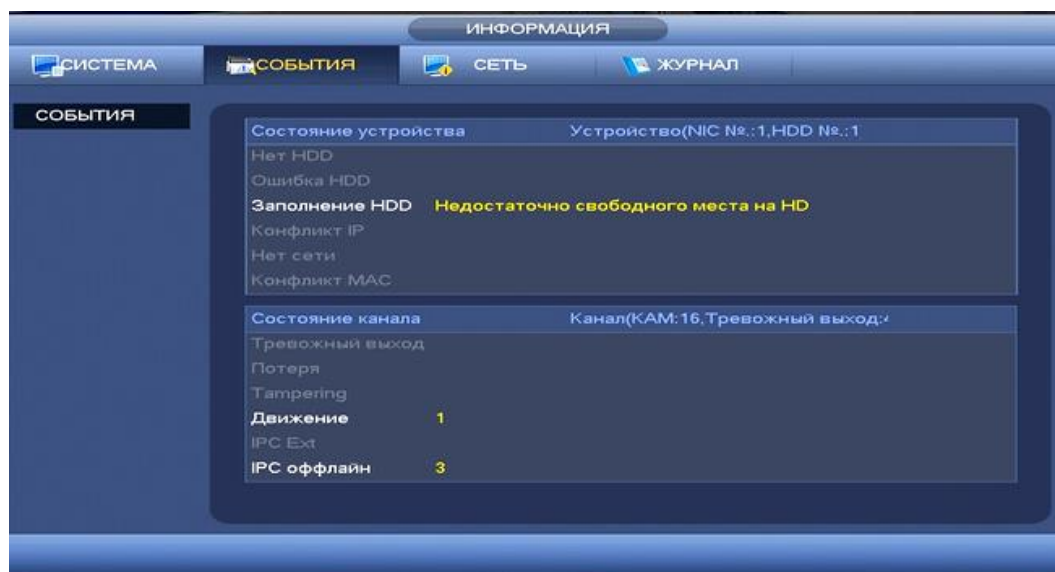 ИНФОРМАЦИЯ
СИСТЕМА СОБЫТИЯ СЕТЬ ЖУРНАЛ
СОБЫТИЯ
Состояние устройства Устройство(NIC №.:1,HDD №.:1
Нет HDD
Ошибка HDD
Заполнение HDD Недостаточно свободного места на HD
Конфликт IP
Нет сети
Конфликт MAC
Состояние канала Канал(КАМ:16,Тревожный выход:
Тревожный выход
Потеря
Tampering
Движение 1
IPC Ext
IPC оффлайн 3